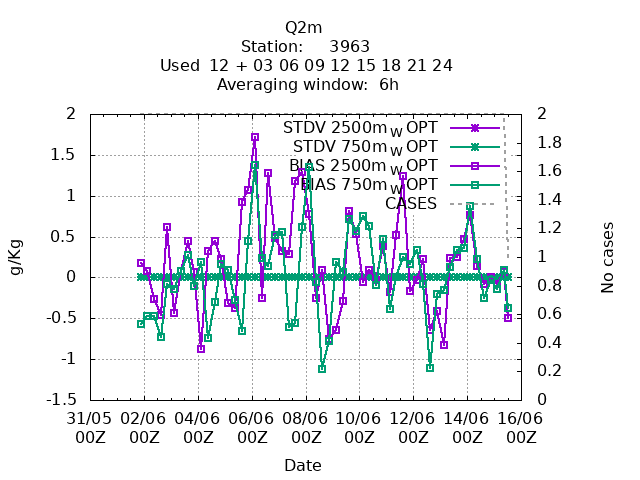 Q2m
Station: 3963
Used 12 + 03 06 09 12 15 18 21 24
Averaging window: 6h
STDV 2500m_W OPT
STDV 750m_W OPT
BIAS 2500m_W OPT
BIAS 750m_W OPT
CASES
2
1.5
1
0.5
0
-0.5
-1
-1.5
g/Kg
2
1.8
1.6
1.4
1.2
1
0.8
0.6
0.4
0.2
0
No cases
31/05 02/06 04/06 06/06 08/06 10/06 12/06 14/06 16/06
00Z 00Z 00Z 00Z 00Z 00Z 00Z 00Z 00Z
Date